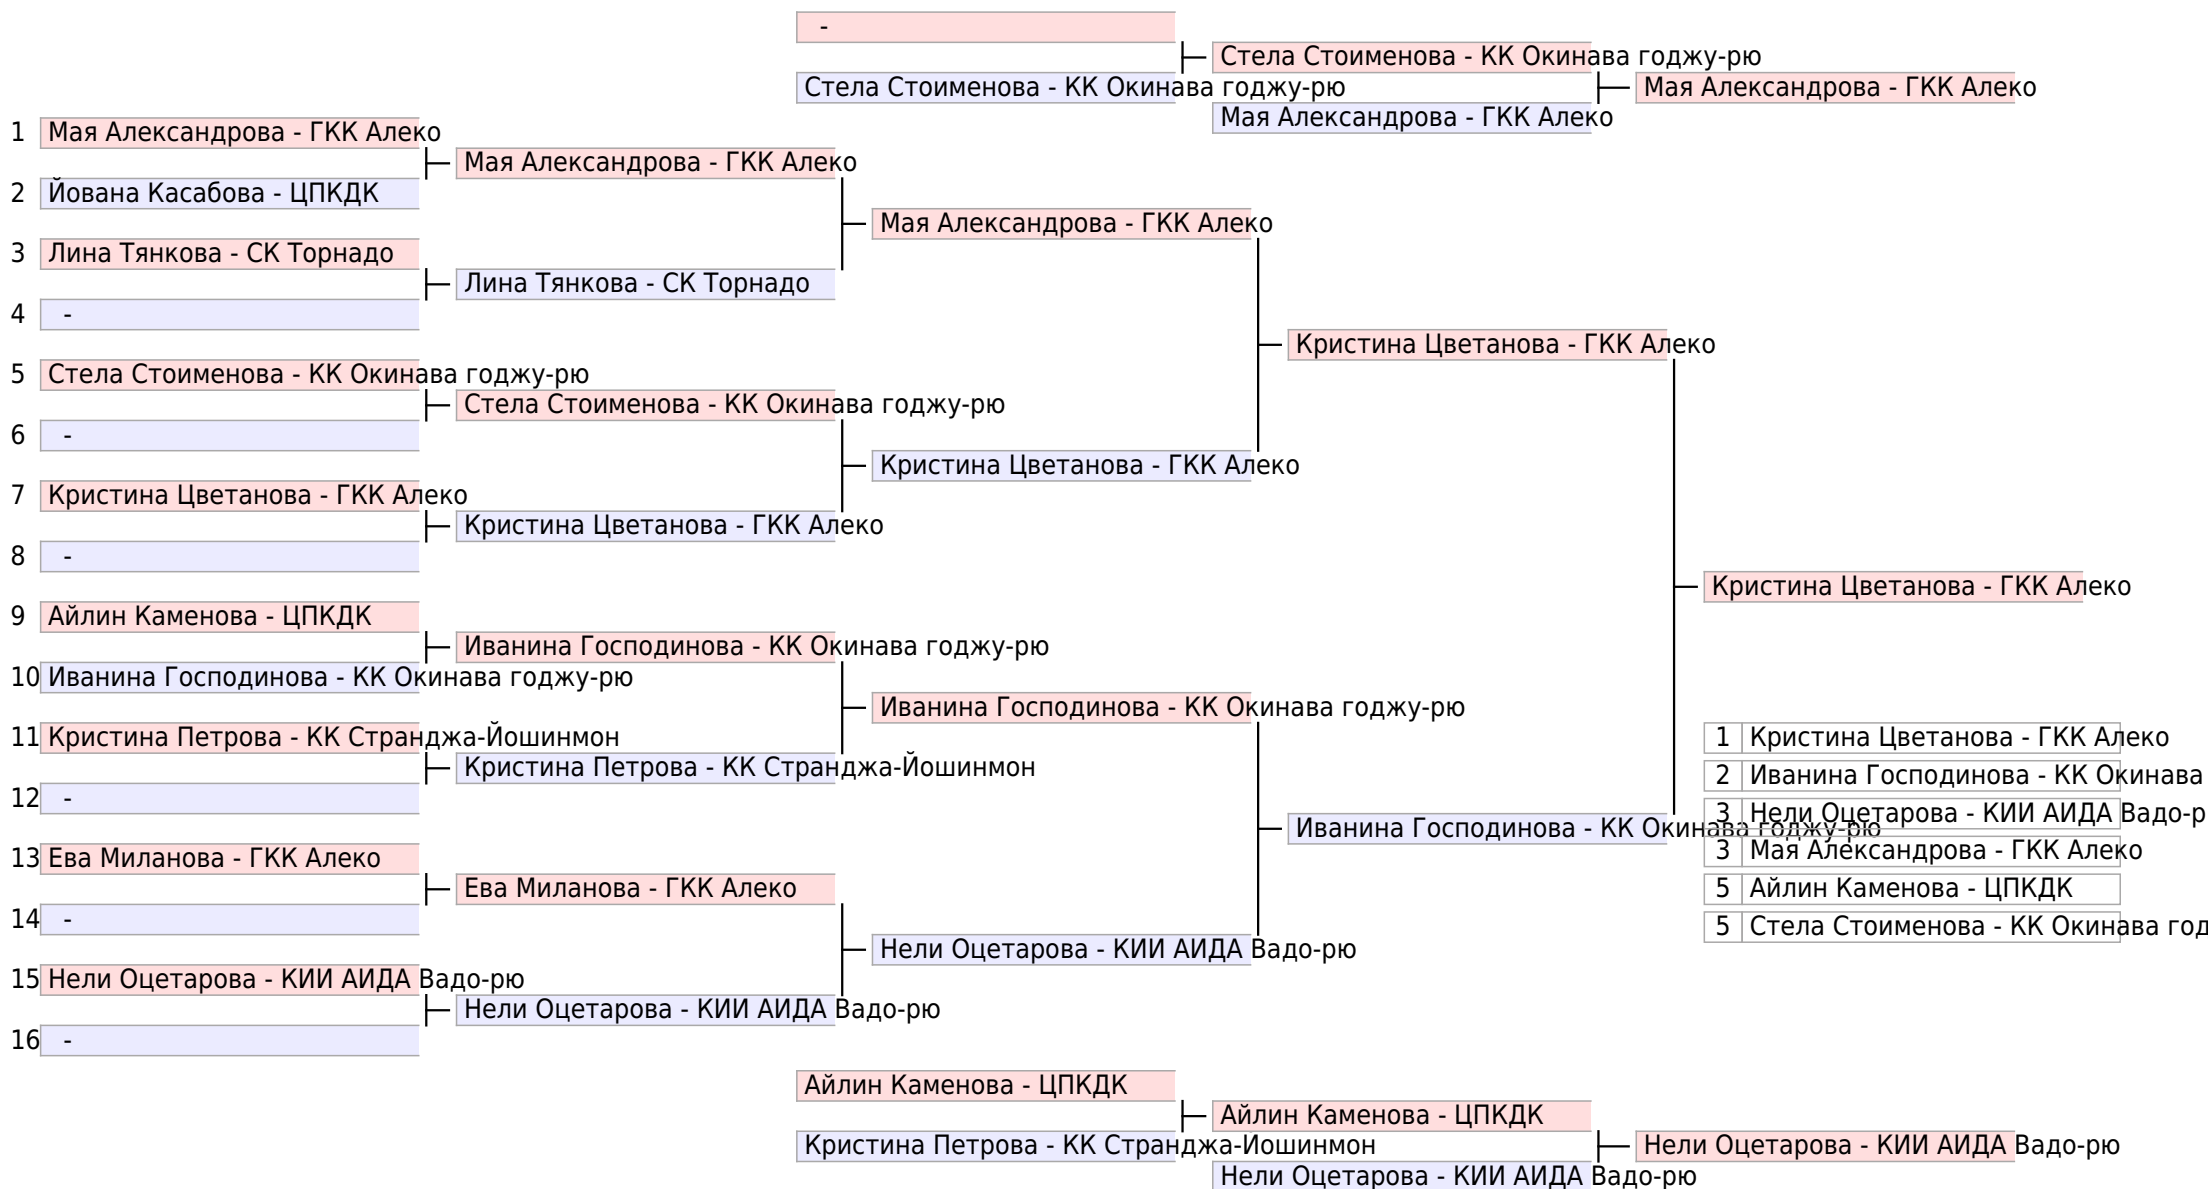 -
Стела Стоименова - КК Окинава годжу-рю
Стела Стоименова - КК Окинава годжу-рю
Мая Александрова - ГКК Алеко
Мая Александрова - ГКК Алеко
1 Мая Александрова - ГКК Алеко
Мая Александрова - ГКК Алеко
2 Йована Касабова - ЦПКДК
Мая Александрова - ГКК Алеко
3 Лина Тянкова - СК Торнадо
Лина Тянкова - СК Торнадо
4 -
Кристина Цветанова - ГКК Алеко
5 Стела Стоименова - КК Окинава годжу-рю
Стела Стоименова - КК Окинава годжу-рю
6 -
Кристина Цветанова - ГКК Алеко
7 Кристина Цветанова - ГКК Алеко
Кристина Цветанова - ГКК Алеко
8 -
Кристина Цветанова - ГКК Алеко
9 Айлин Каменова - ЦПКДК
Иванина Господинова - КК Окинава годжу-рю
10 Иванина Господинова - КК Окинава годжу-рю
Иванина Господинова - КК Окинава годжу-рю
11 Кристина Петрова - КК Странджа-Йошинмон
Кристина Петрова - КК Странджа-Йошинмон
12 -
Иванина Господинова - КК Окинава годжу-рю
1 Кристина Цветанова - ГКК Алеко
2 Иванина Господинова - КК Окинава
3 Нели Оцетарова - КИИ АИДА Вадо-р
3 Мая Александрова - ГКК Алеко
5 Айлин Каменова - ЦПКДК
5 Стела Стоименова - КК Окинава год
13 Ева Миланова - ГКК Алеко
Ева Миланова - ГКК Алеко
14 -
Нели Оцетарова - КИИ АИДА Вадо-рю
15 Нели Оцетарова - КИИ АИДА Вадо-рю
Нели Оцетарова - КИИ АИДА Вадо-рю
16 -
Айлин Каменова - ЦПКДК
Айлин Каменова - ЦПКДК
Кристина Петрова - КК Странджа-Йошинмон
Нели Оцетарова - КИИ АИДА Вадо-рю
Нели Оцетарова - КИИ АИДА Вадо-рю